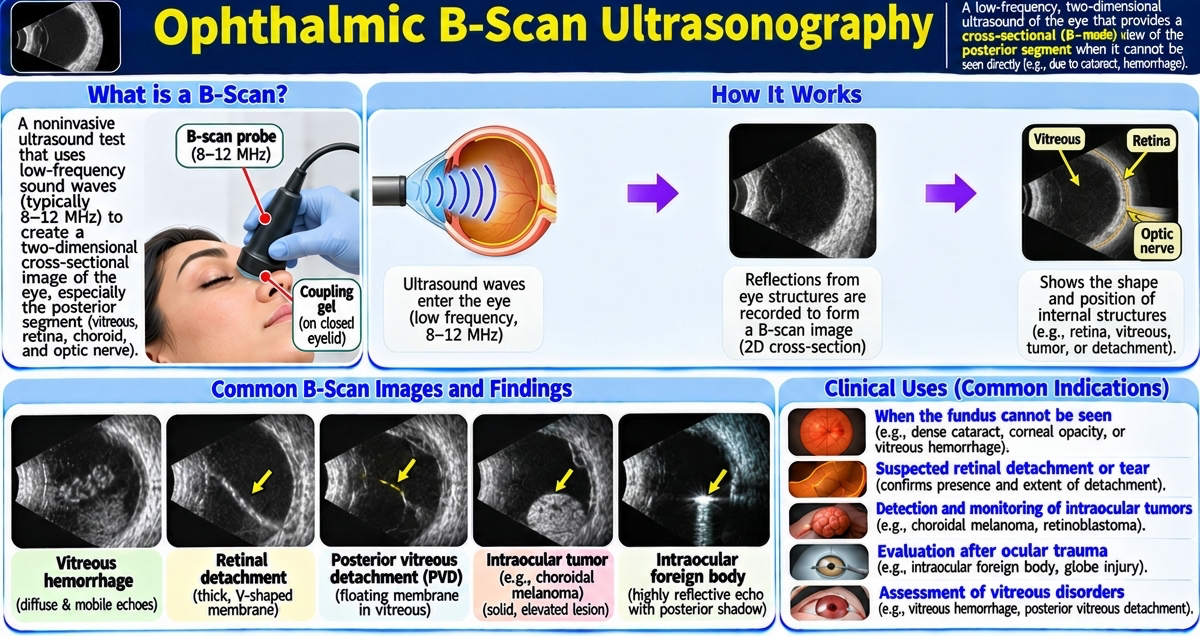 Ophthalmic B-Scan Ultrasonography
A low-frequency, two-dimensional
ultrasound of the eye that provides a
cross-sectional (B-mode) view of the
posterior segment when it cannot be
seen directly (e.g., due to cataract, hemorrhage).
What is a B-Scan?
A noninvasive
ultrasound test
that uses
low-frequency
sound waves
(typically
8–12 MHz) to
create a
two-dimensional
cross-sectional
image of the
eye, especially
the posterior
segment (vitreous,
retina, choroid,
and optic nerve).
B-scan probe
(8–12 MHz)
Coupling
gel
(on closed
eyelid)
How It Works
Ultrasound waves
enter the eye
(low frequency,
8–12 MHz)
Reflections from
eye structures are
recorded to form
a B-scan image
(2D cross-section)
Vitreous
Retina
Optic
nerve
Shows the shape
and position of
internal structures
(e.g., retina, vitreous,
tumor, or detachment).
Common B-Scan Images and Findings
Vitreous
hemorrhage
(diffuse & mobile echoes)
Retinal
detachment
(thick, V-shaped
membrane)
Posterior vitreous
detachment (PVD)
(floating membrane
in vitreous)
Intraocular tumor
(e.g., choroidal
melanoma)
(solid, elevated lesion)
Intraocular
foreign body
(highly reflective echo
with posterior shadow)
Clinical Uses (Common Indications)
When the fundus cannot be seen
(e.g., dense cataract, corneal opacity, or
vitreous hemorrhage).
Suspected retinal detachment or tear
(confirms presence and extent of detachment).
Detection and monitoring of intraocular tumors
(e.g., choroidal melanoma, retinoblastoma).
Evaluation after ocular trauma
(e.g., intraocular foreign body, globe injury).
Assessment of vitreous disorders
(e.g., vitreous hemorrhage, posterior vitreous detachment).